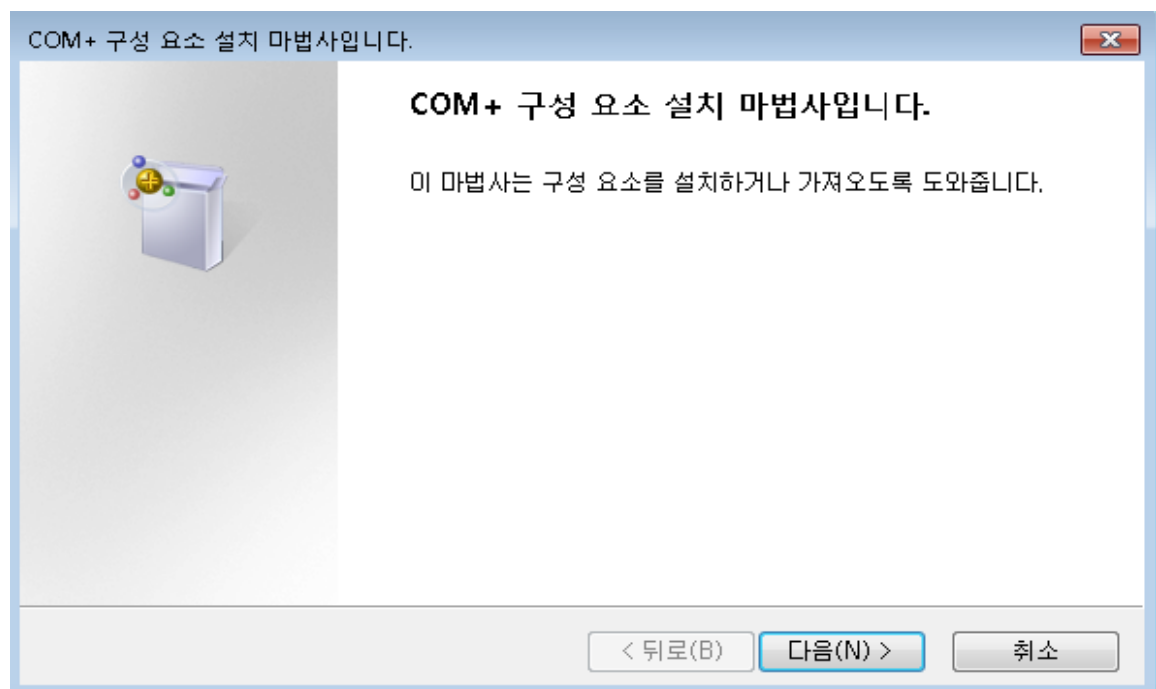 COM+ 구성 요소 설치 마법사입니다.
COM+ 구성 요소 설치 마법사입니다.
이 마법사는 구성 요소를 설치하거나 가져오도록 도와줍니다.
< 뒤로(B) 다음(N) > 취소